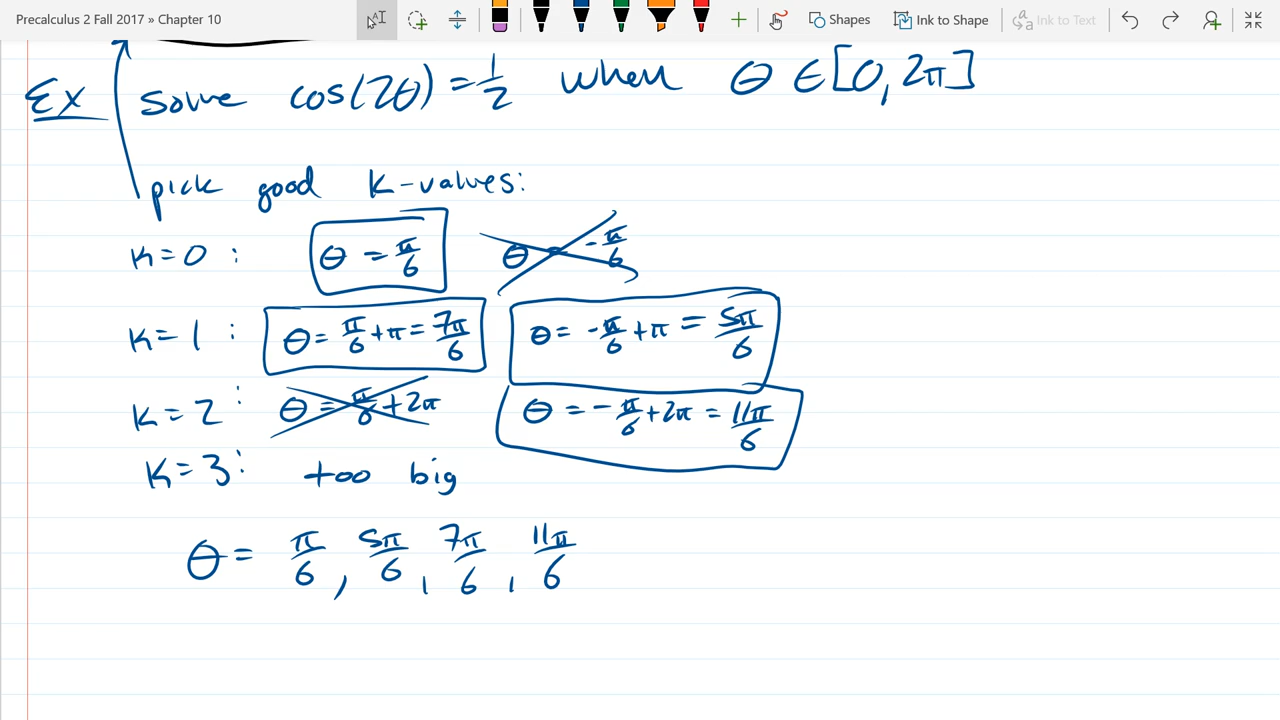 Precalculus 2 Fall 2017 » Chapter 10
Shapes
Ink to Shape
Ink to Text
Ex solve cos(2θ) = 1/2 when θ ∈ [0, 2π]
pick good K-values:
K=0: θ = π/6 θ = -π/6
K=1: θ = π/6 + π = 7π/6 θ = -π/6 + π = 5π/6
K=2: θ = π/6 + 2π θ = -π/6 + 2π = 11π/6
K=3: too big
θ = π/6, 5π/6, 7π/6, 11π/6